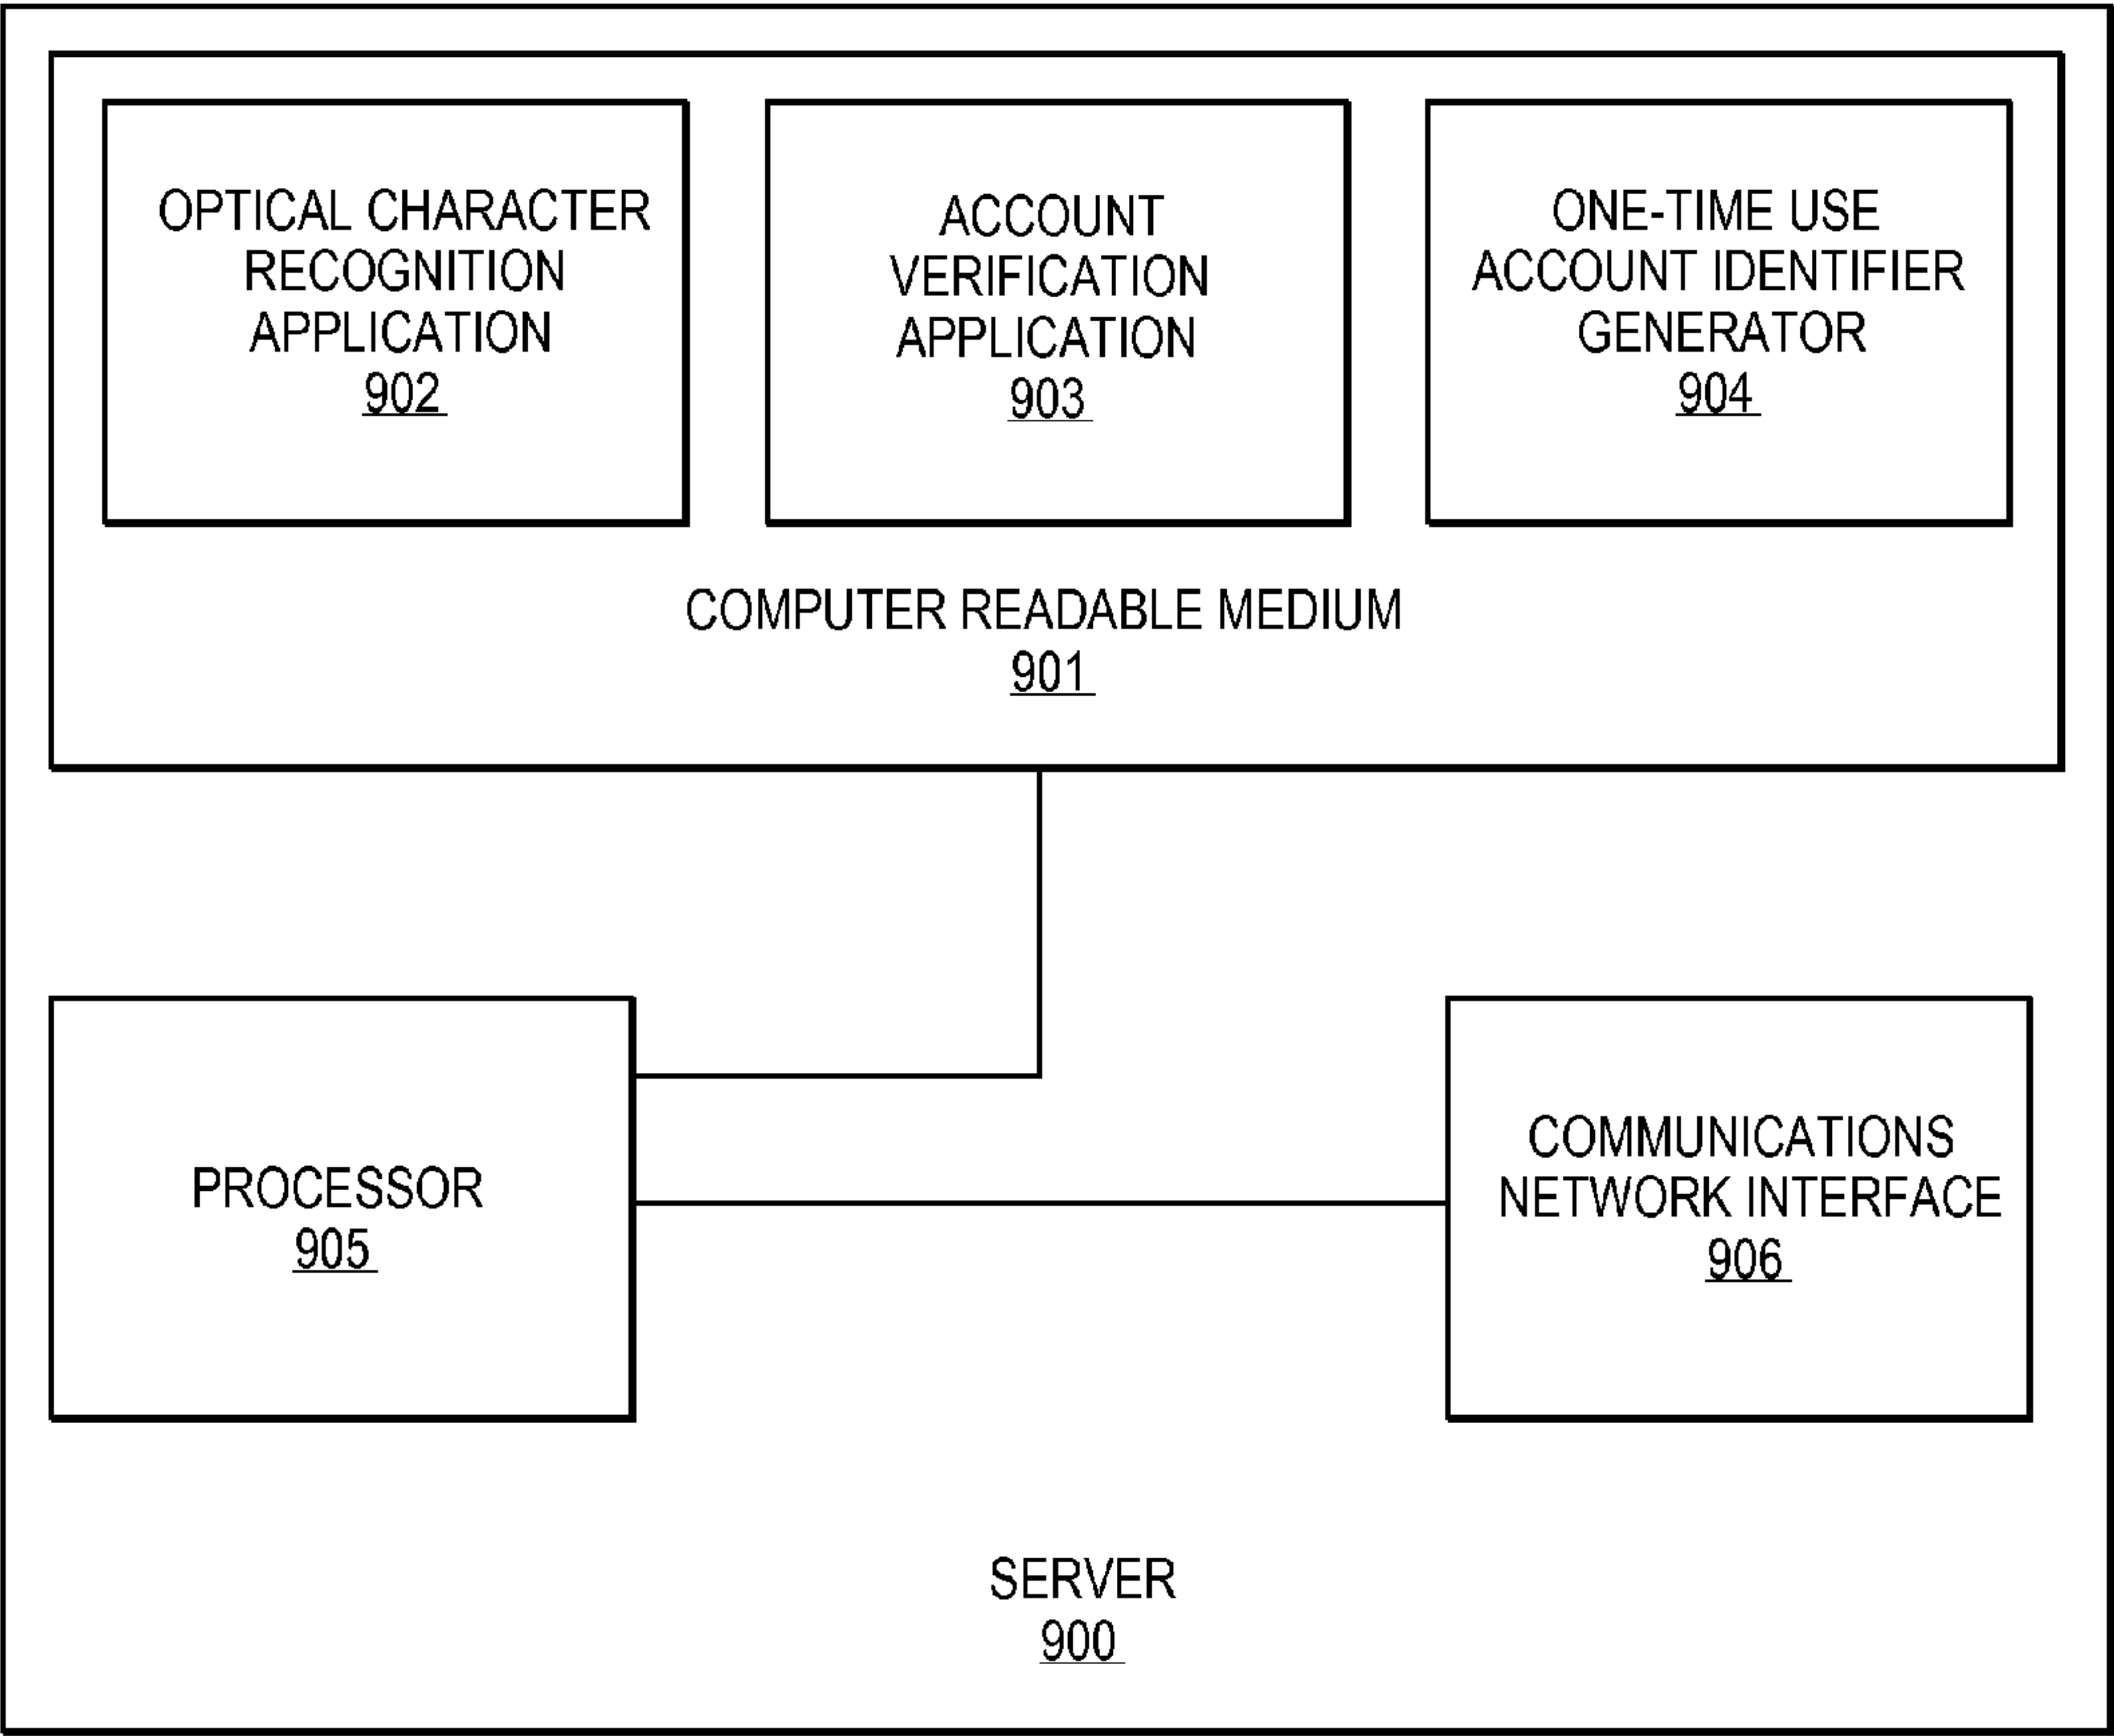 OPTICAL CHARACTER
RECOGNITION
APPLICATION
902
ACCOUNT
VERIFICATION
APPLICATION
903
ONE-TIME USE
ACCOUNT IDENTIFIER
GENERATOR
904
COMPUTER READABLE MEDIUM
901
PROCESSOR
905
COMMUNICATIONS
NETWORK INTERFACE
906
SERVER
900